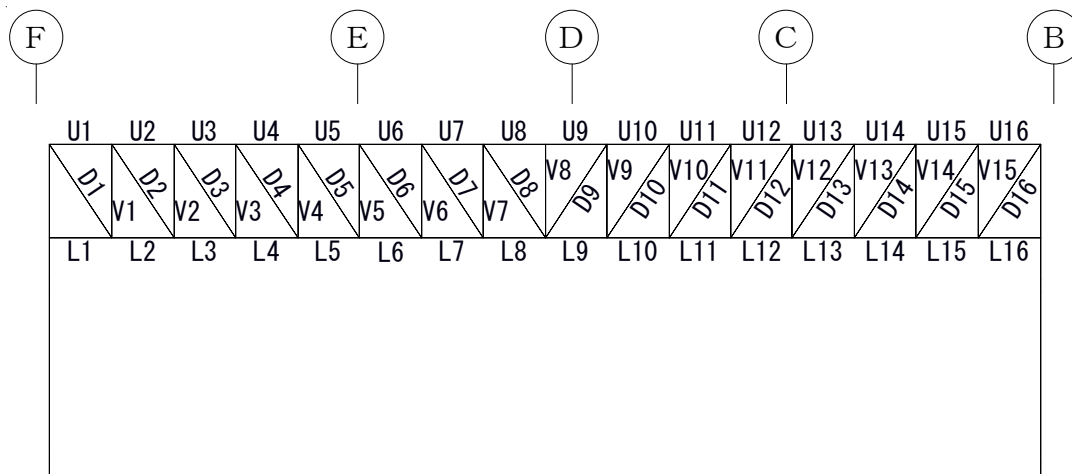 F E D C B
U1 U2 U3 U4 U5 U6 U7 U8 U9 U10 U11 U12 U13 U14 U15 U16
D1 D2 D3 D4 D5 D6 D7 D8 D9 D10 D11 D12 D13 D14 D15 D16
V1 V2 V3 V4 V5 V6 V7 V8 V9 V10 V11 V12 V13 V14 V15
L1 L2 L3 L4 L5 L6 L7 L8 L9 L10 L11 L12 L13 L14 L15 L16